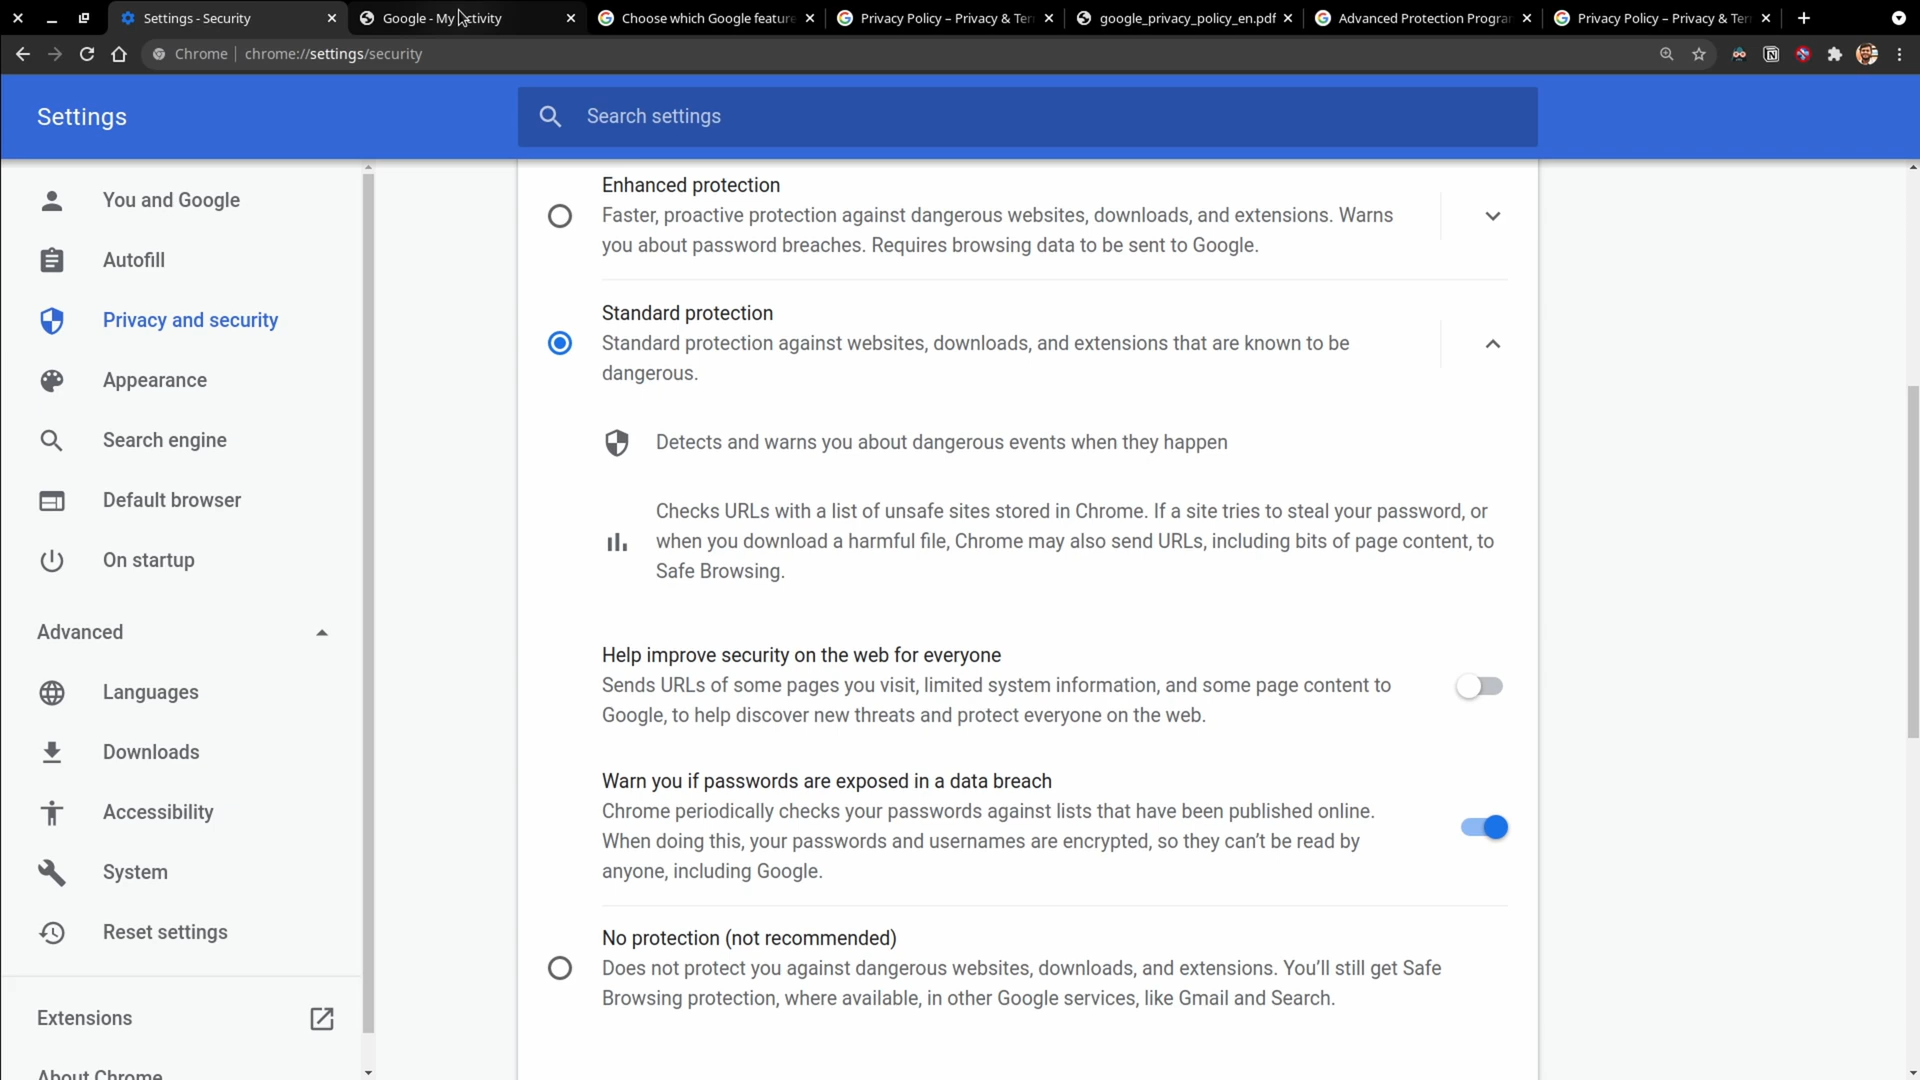 Settings - Security
Google - My Activity
Choose which Google feature
Privacy Policy – Privacy & Ter
google_privacy_policy_en.pdf
Advanced Protection Progra
Privacy Policy – Privacy & Ter
Chrome | chrome://settings/security
Settings
Search settings
You and Google
Autofill
Privacy and security
Appearance
Search engine
Default browser
On startup
Advanced
Languages
Downloads
Accessibility
System
Reset settings
Extensions
About Chrome
Enhanced protection
Faster, proactive protection against dangerous websites, downloads, and extensions. Warns
you about password breaches. Requires browsing data to be sent to Google.
Standard protection
Standard protection against websites, downloads, and extensions that are known to be
dangerous.
Detects and warns you about dangerous events when they happen
Checks URLs with a list of unsafe sites stored in Chrome. If a site tries to steal your password, or
when you download a harmful file, Chrome may also send URLs, including bits of page content, to
Safe Browsing.
Help improve security on the web for everyone
Sends URLs of some pages you visit, limited system information, and some page content to
Google, to help discover new threats and protect everyone on the web.
Warn you if passwords are exposed in a data breach
Chrome periodically checks your passwords against lists that have been published online.
When doing this, your passwords and usernames are encrypted, so they can’t be read by
anyone, including Google.
No protection (not recommended)
Does not protect you against dangerous websites, downloads, and extensions. You’ll still get Safe
Browsing protection, where available, in other Google services, like Gmail and Search.